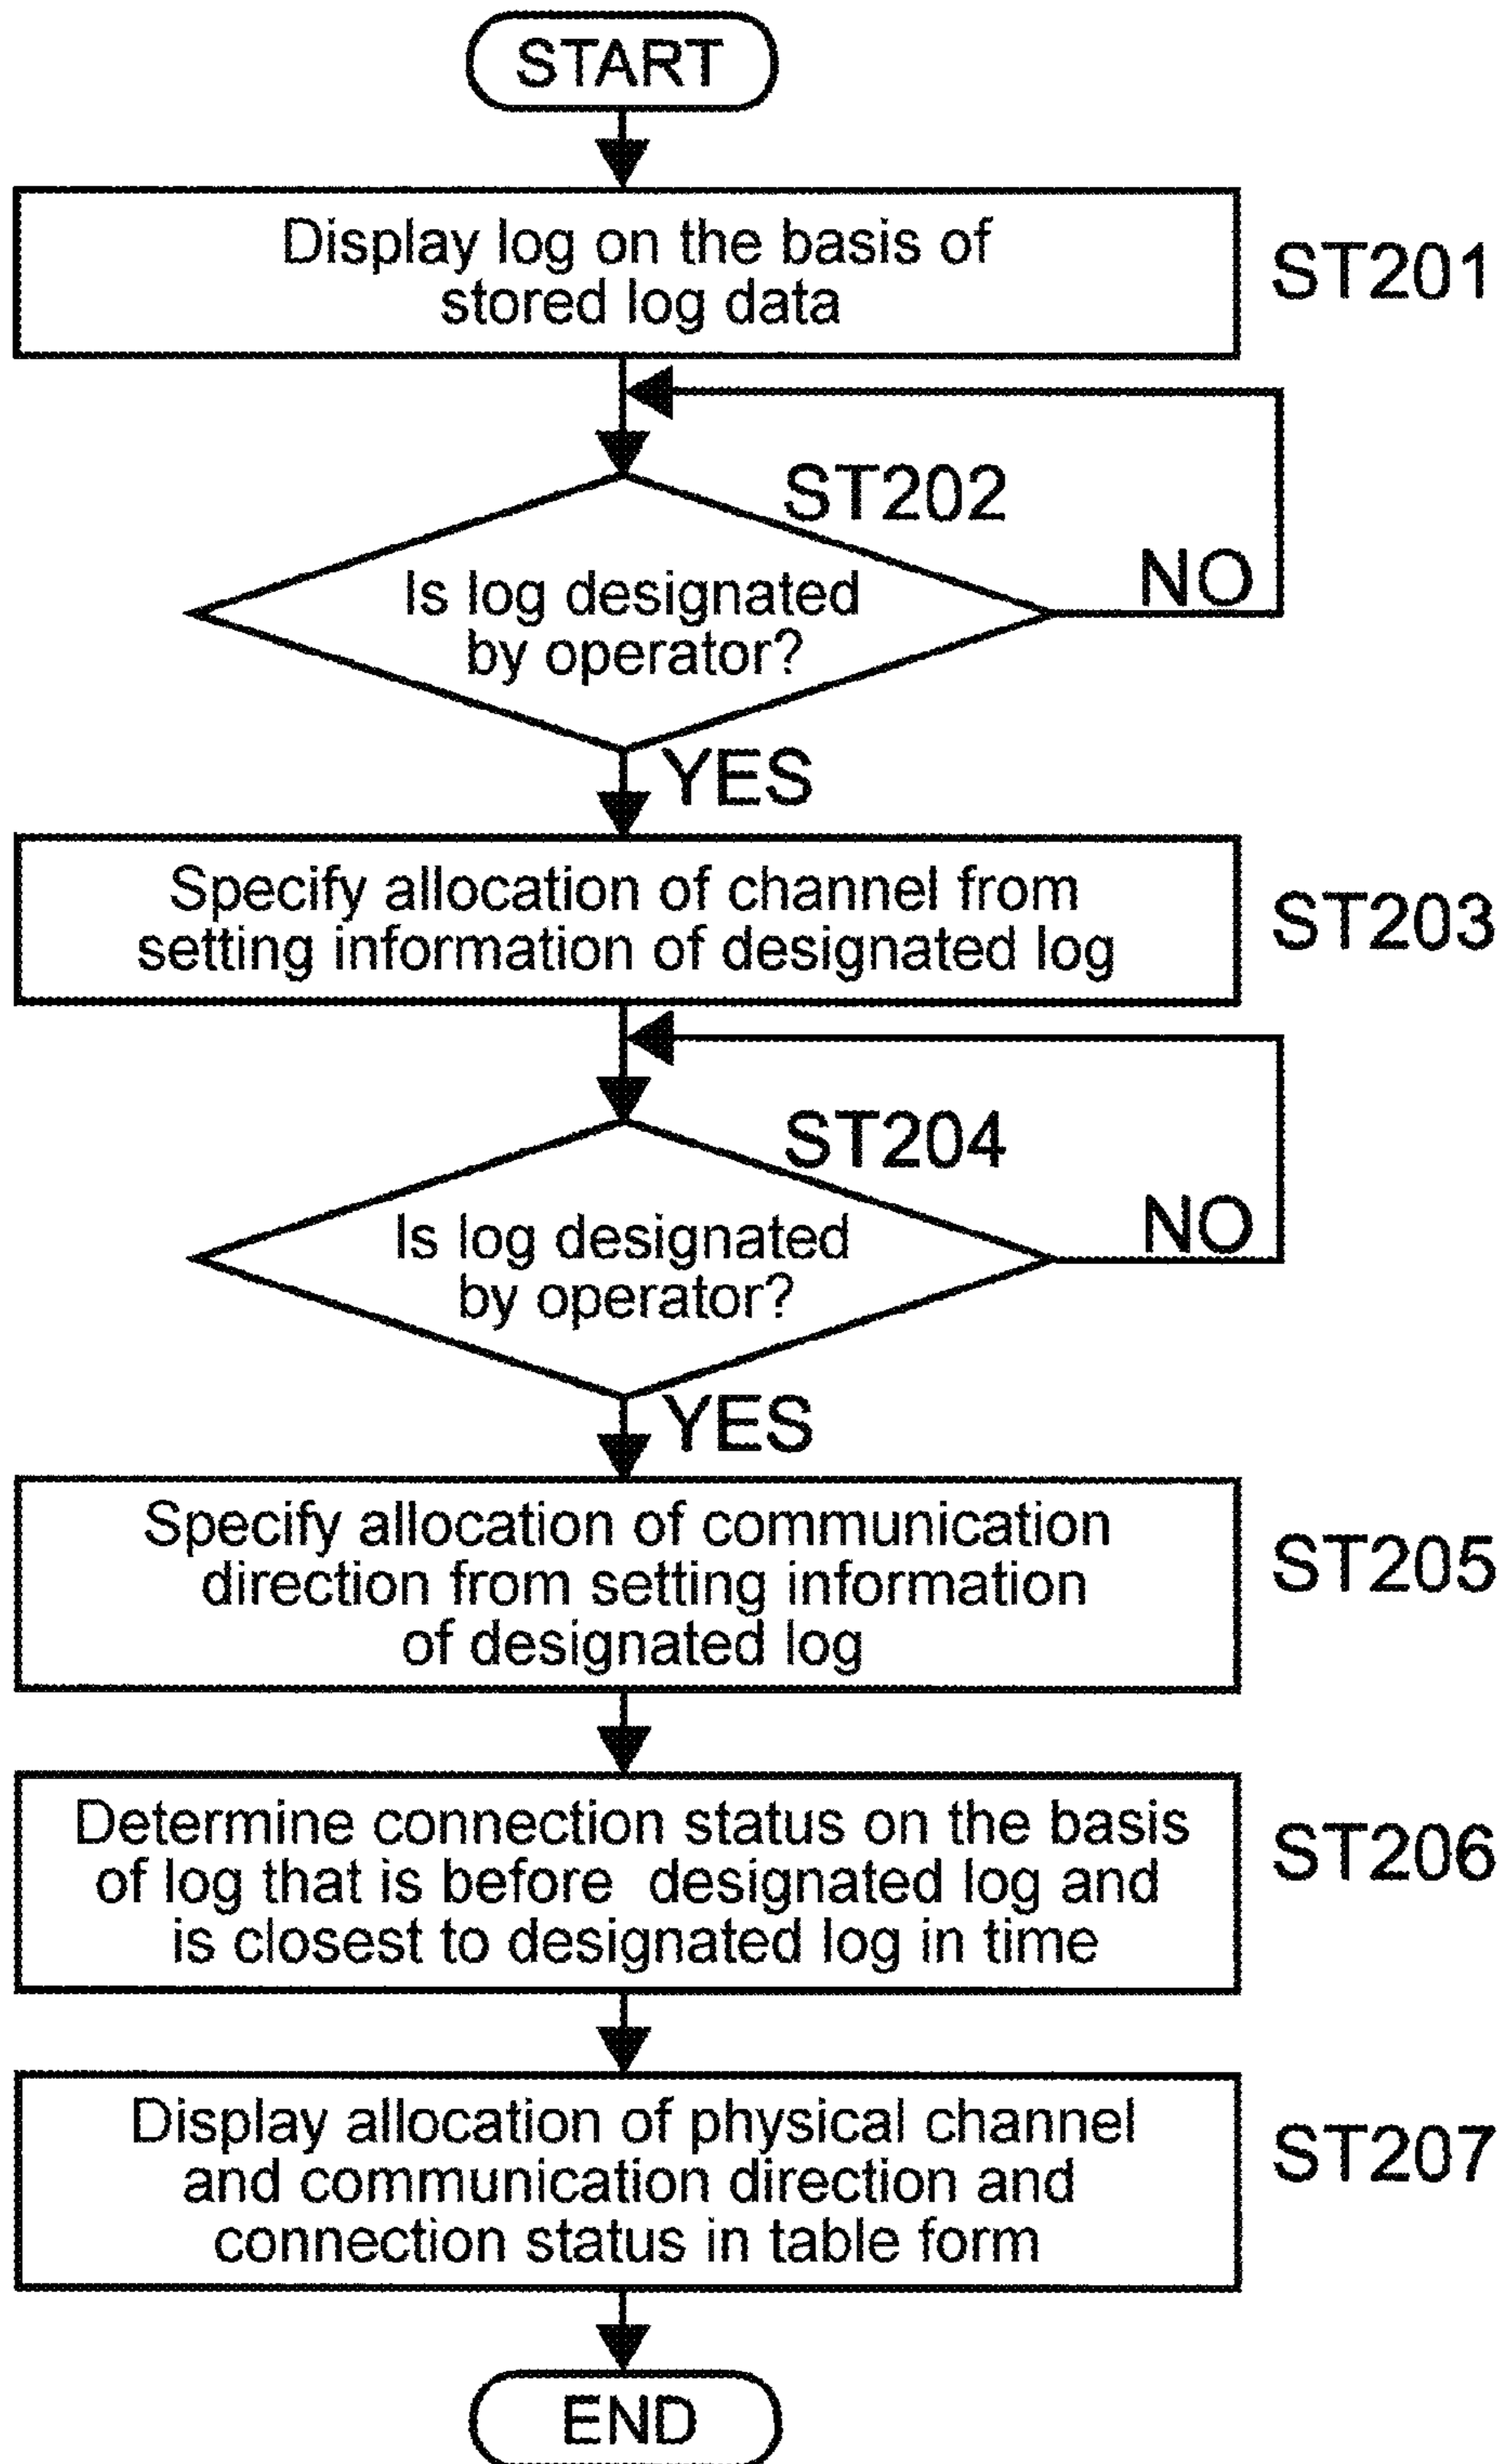 START
Display log on the basis of
stored log data
ST201
ST202
Is log designated
by operator?
NO
YES
Specify allocation of channel from
setting information of designated log
ST203
ST204
Is log designated
by operator?
NO
YES
Specify allocation of communication
direction from setting information
of designated log
ST205
Determine connection status on the basis
of log that is before designated log and
is closest to designated log in time
ST206
Display allocation of physical channel
and communication direction and
connection status in table form
ST207
END